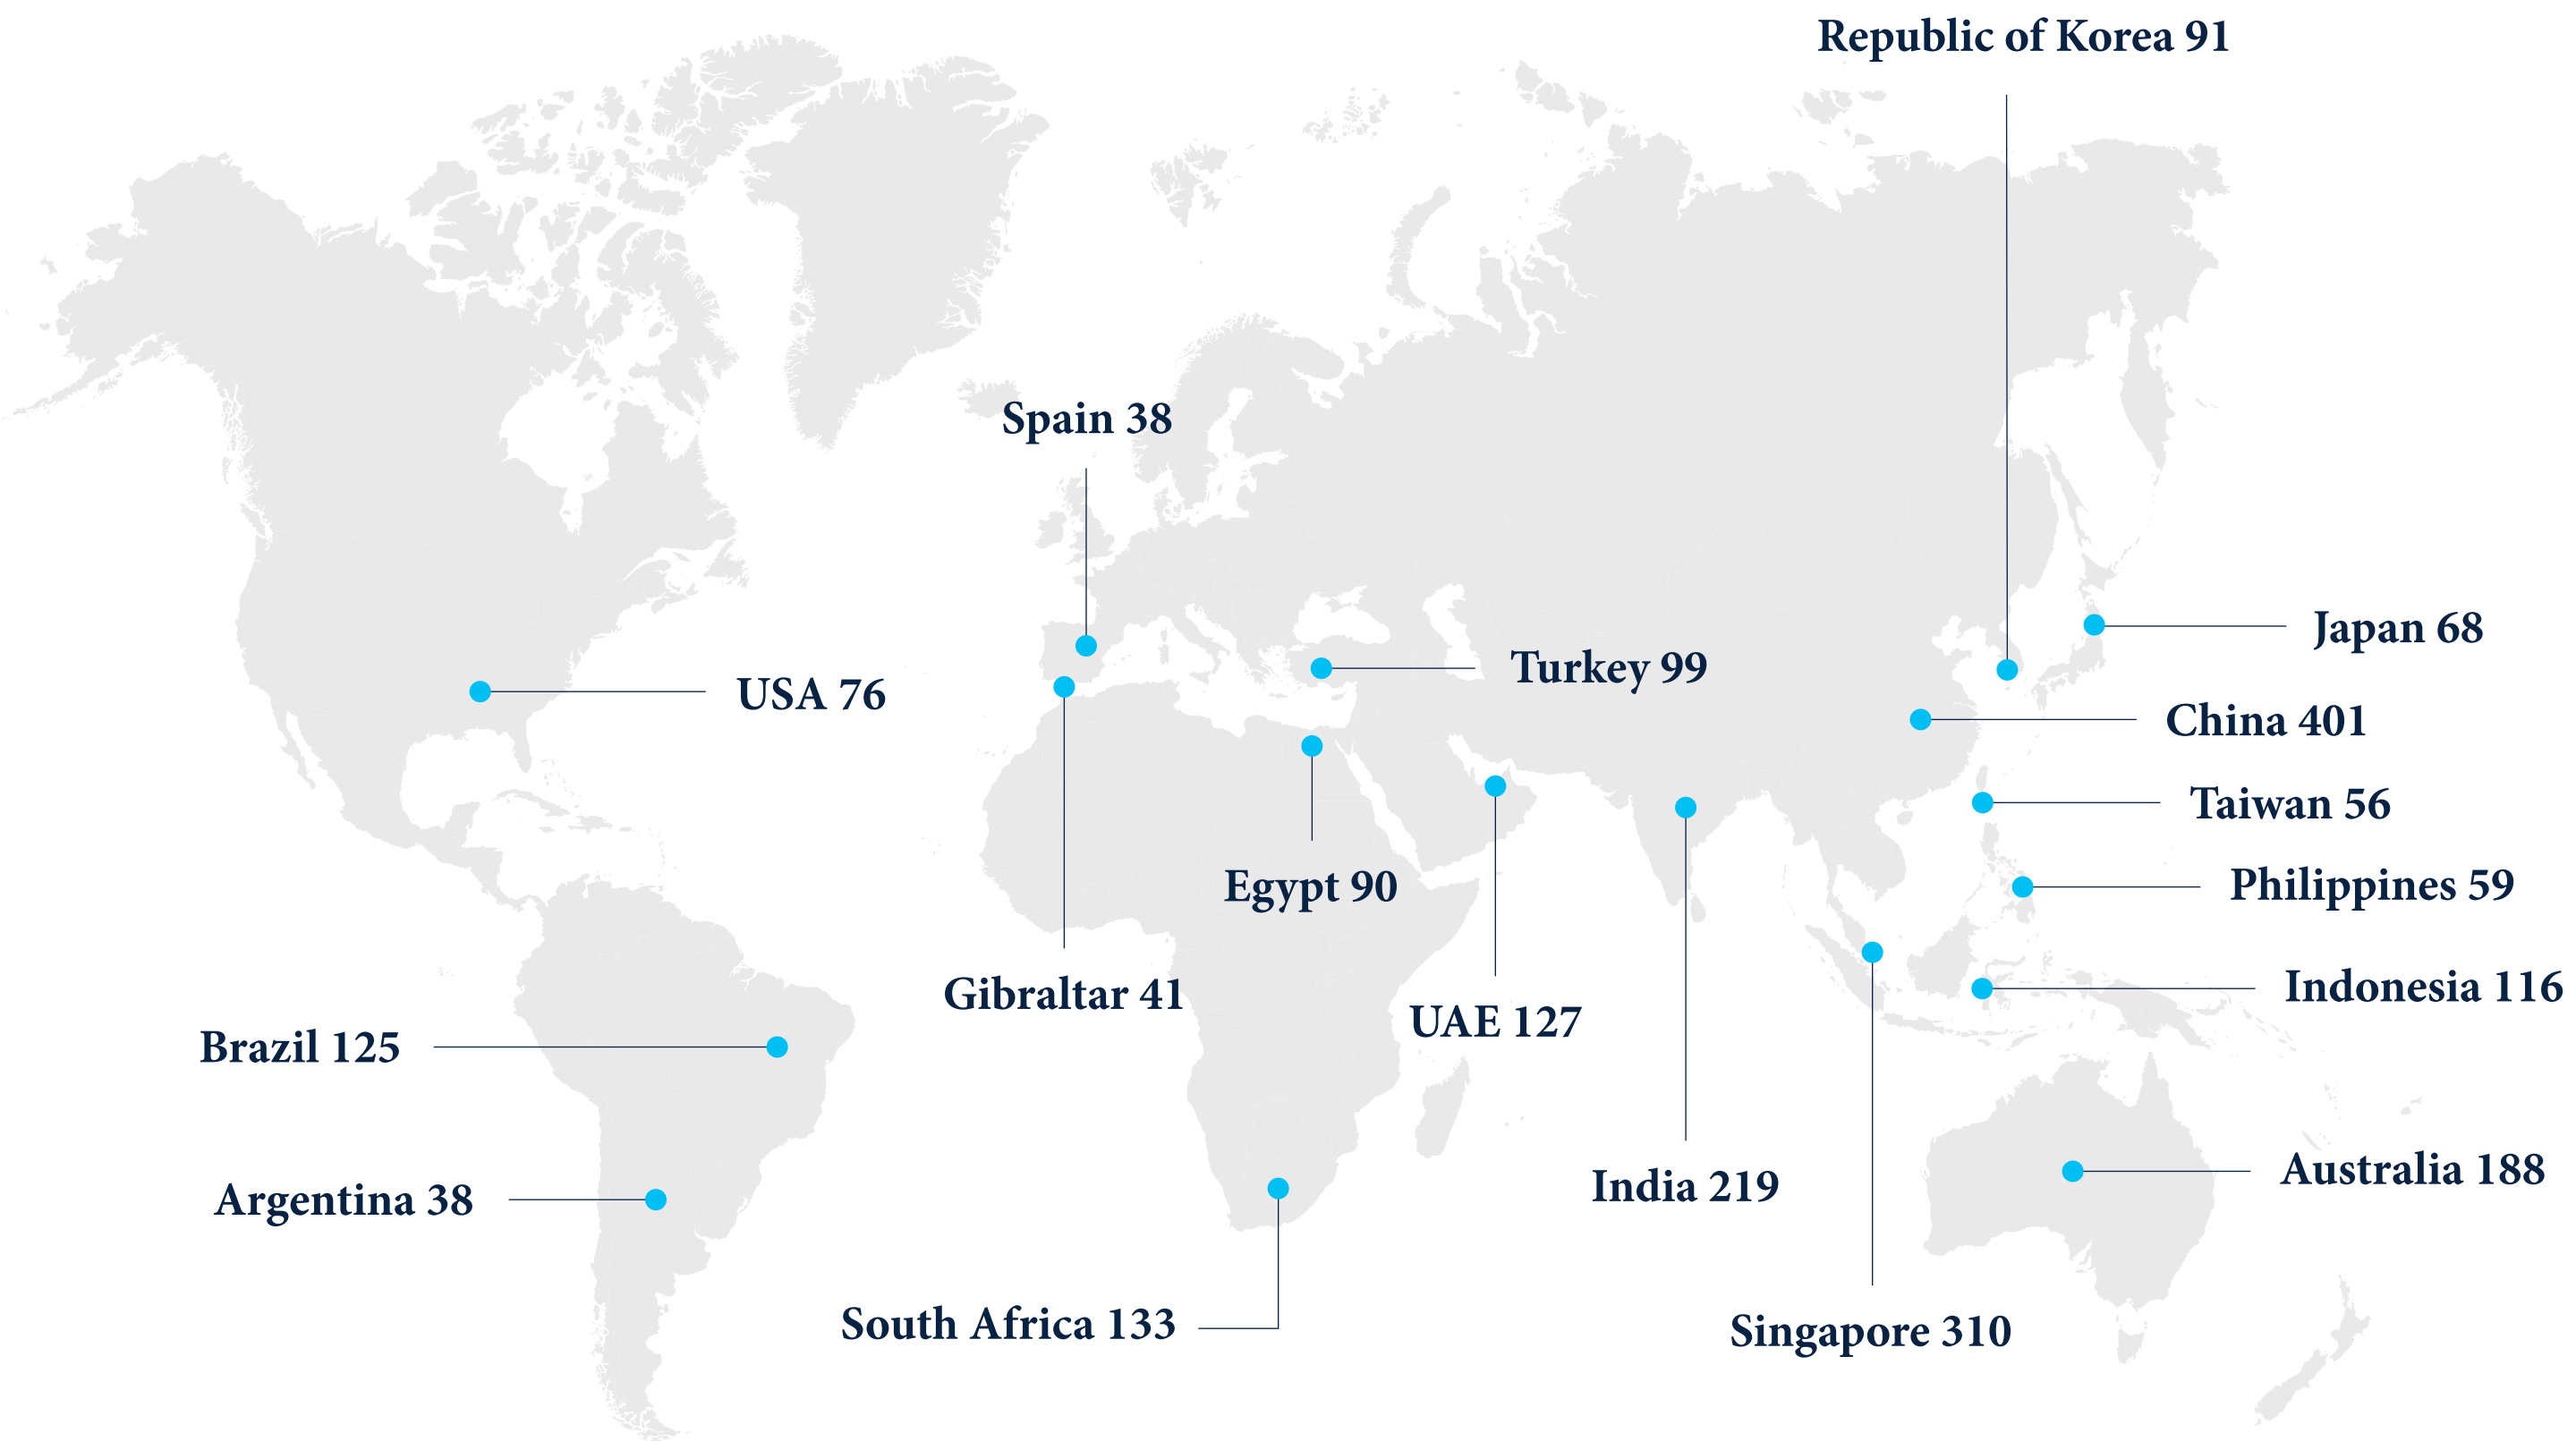 Republic of Korea 91
Spain 38
Japan 68
Turkey 99
USA 76
China 401
Taiwan 56
Egypt 90
Philippines 59
Gibraltar 41
Indonesia 116
UAE 127
Brazil 125
Australia 188
India 219
Argentina 38
South Africa 133
Singapore 310